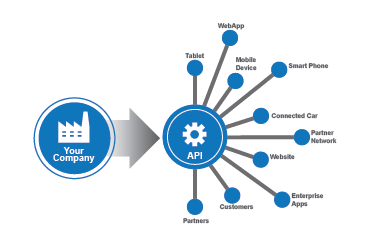 WebApp
Tablet
Mobile
Device
Smart Phone
Connected Car
Your
Company
API
Partner
Network
Website
Enterprise
Apps
Customers
Partners